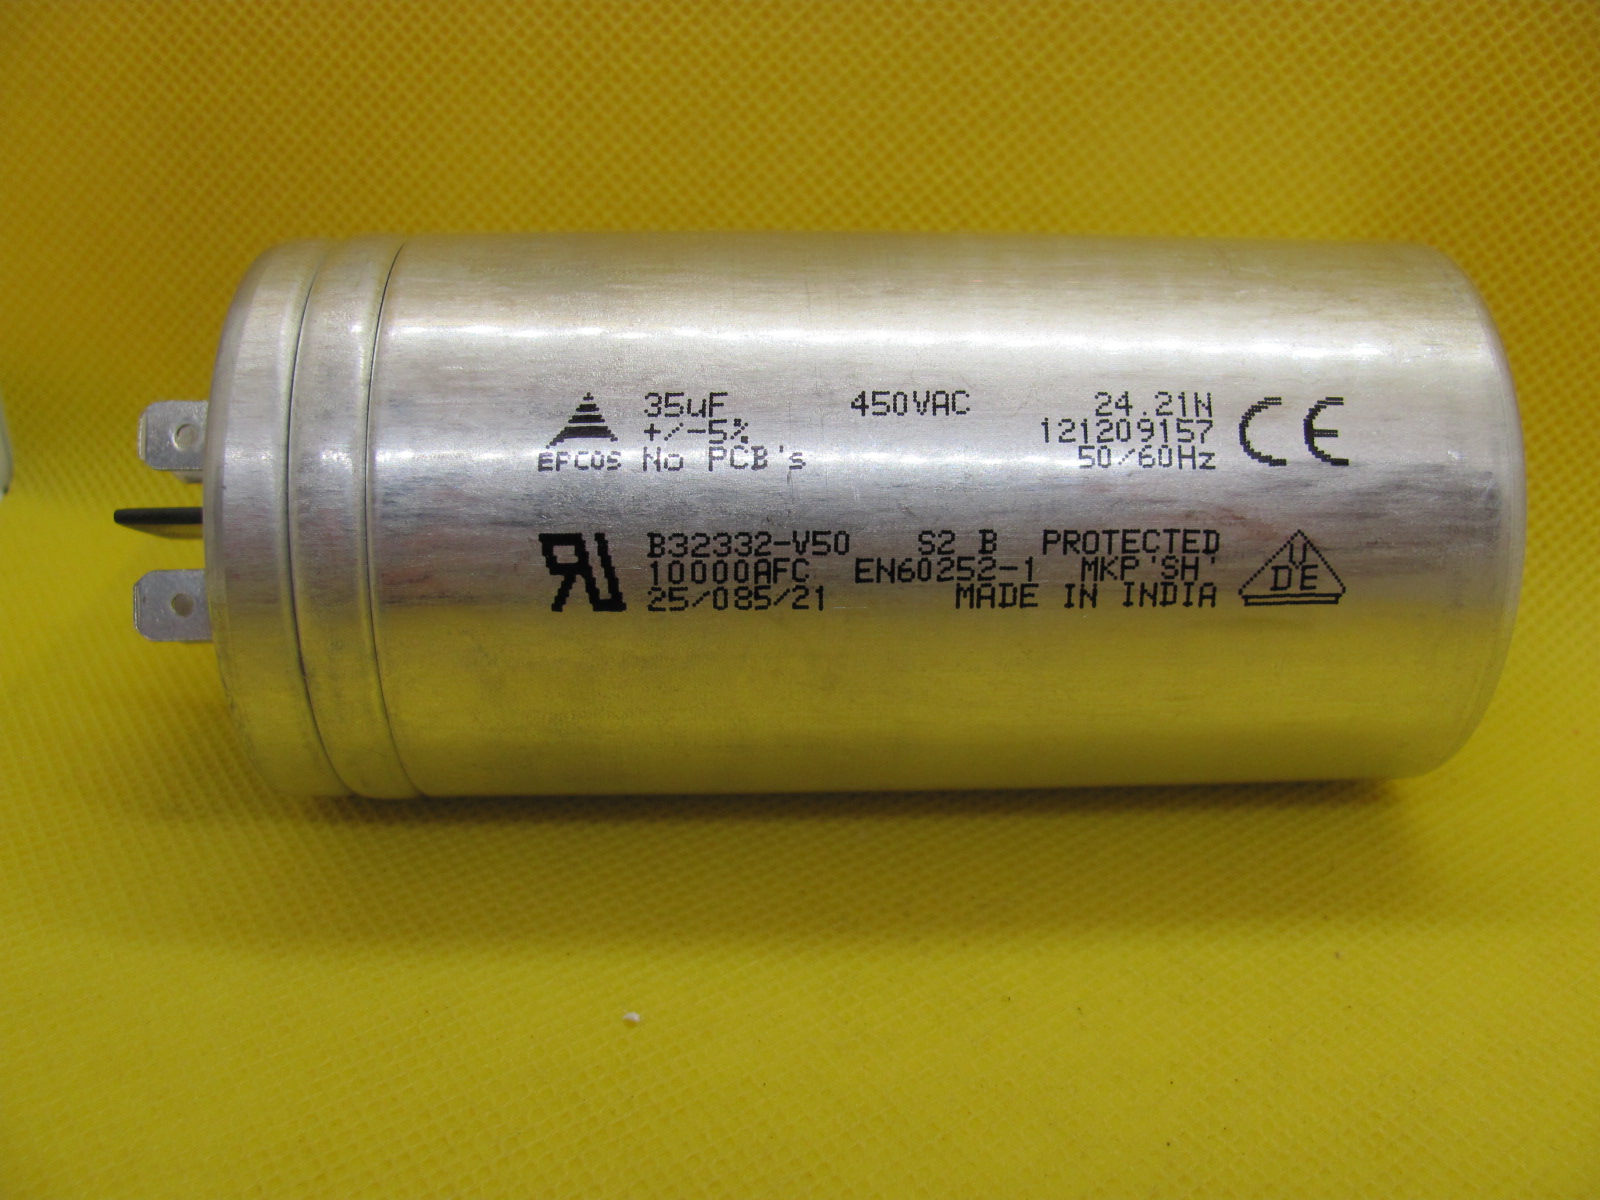 35uF 450VAC 24.21N CE
+/-5% 121209157
EPCOS No PCB's 50/60Hz
RU B32332-V50 S2 B PROTECTED VDE
10000AFC EN60252-1 MKP'SH'
25/085/21 MADE IN INDIA